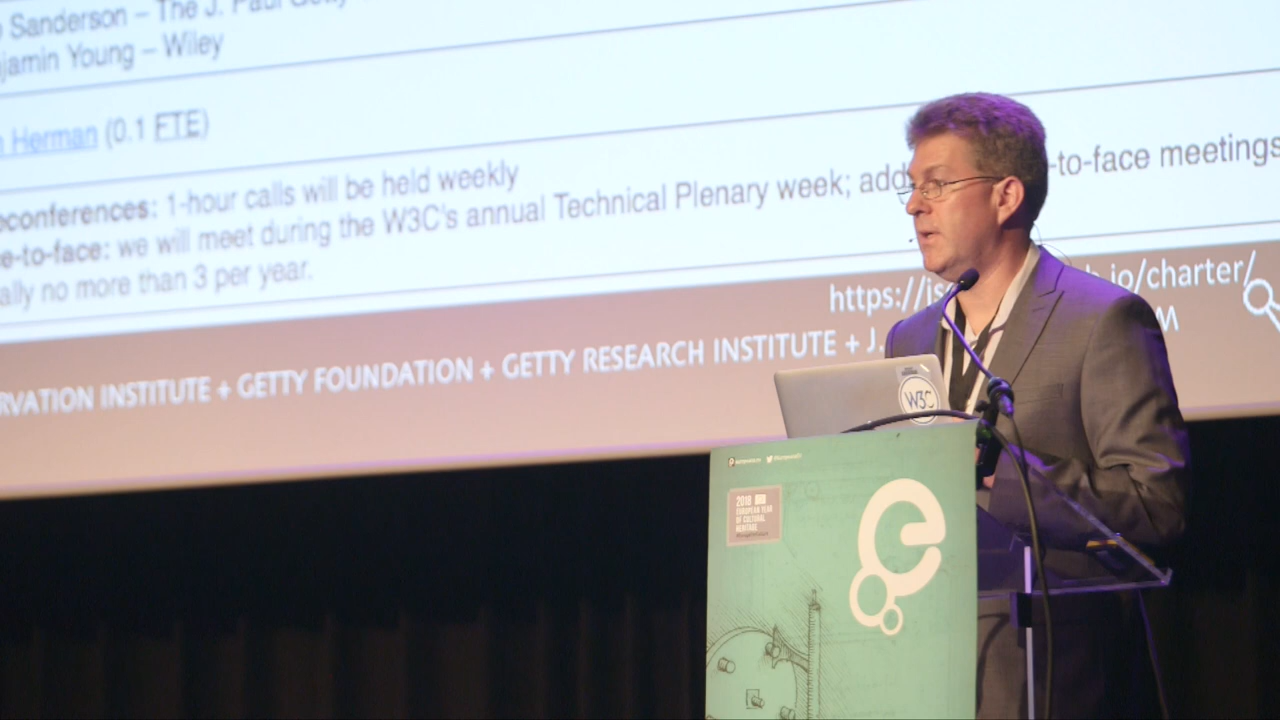 Sanderson – The J. Paul Getty
jamin Young – Wiley
Herman (0.1 FTE)
econferences: 1-hour calls will be held weekly
e-to-face: we will meet during the W3C's annual Technical Plenary week; add -to-face meetings
ally no more than 3 per year.
https://is b.io/charter/
RVATION INSTITUTE + GETTY FOUNDATION + GETTY RESEARCH INSTITUTE + J.
W3C
2018
EUROPEAN YEAR
OF CULTURAL
HERITAGE
e